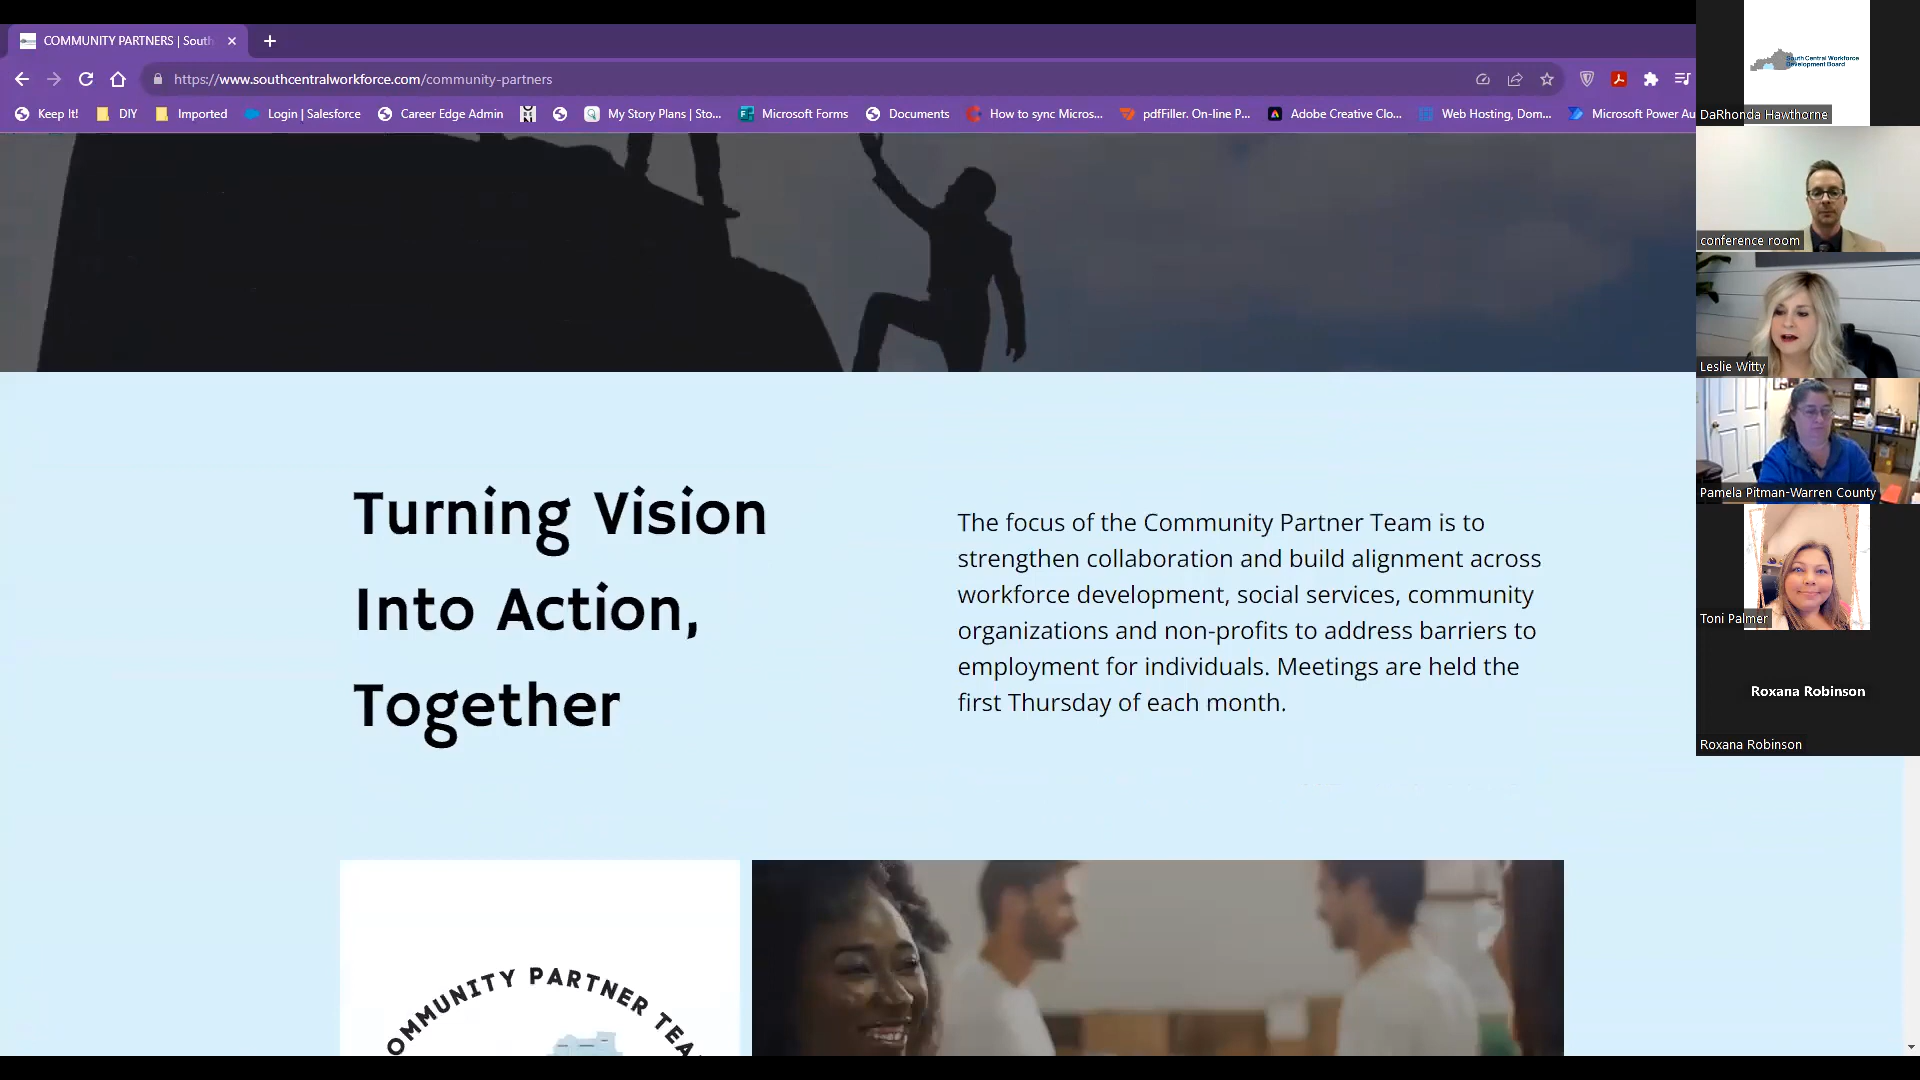 COMMUNITY PARTNERS | South
https://www.southcentralworkforce.com/community-partners
Keep It!
DIY
Imported
Login | Salesforce
Career Edge Admin
My Story Plans | Sto...
Microsoft Forms
Documents
How to sync Micros...
pdfFiller. On-line P...
Adobe Creative Clo...
Web Hosting, Dom...
Microsoft Power Au
South Central Workforce
Development Board
DaRhonda Hawthorne
conference room
Leslie Witty
Pamela Pitman-Warren County
Toni Palmer
Roxana Robinson
Roxana Robinson
Turning Vision
Into Action,
Together
The focus of the Community Partner Team is to
strengthen collaboration and build alignment across
workforce development, social services, community
organizations and non-profits to address barriers to
employment for individuals. Meetings are held the
first Thursday of each month.
OMMUNITY PARTNER TEA